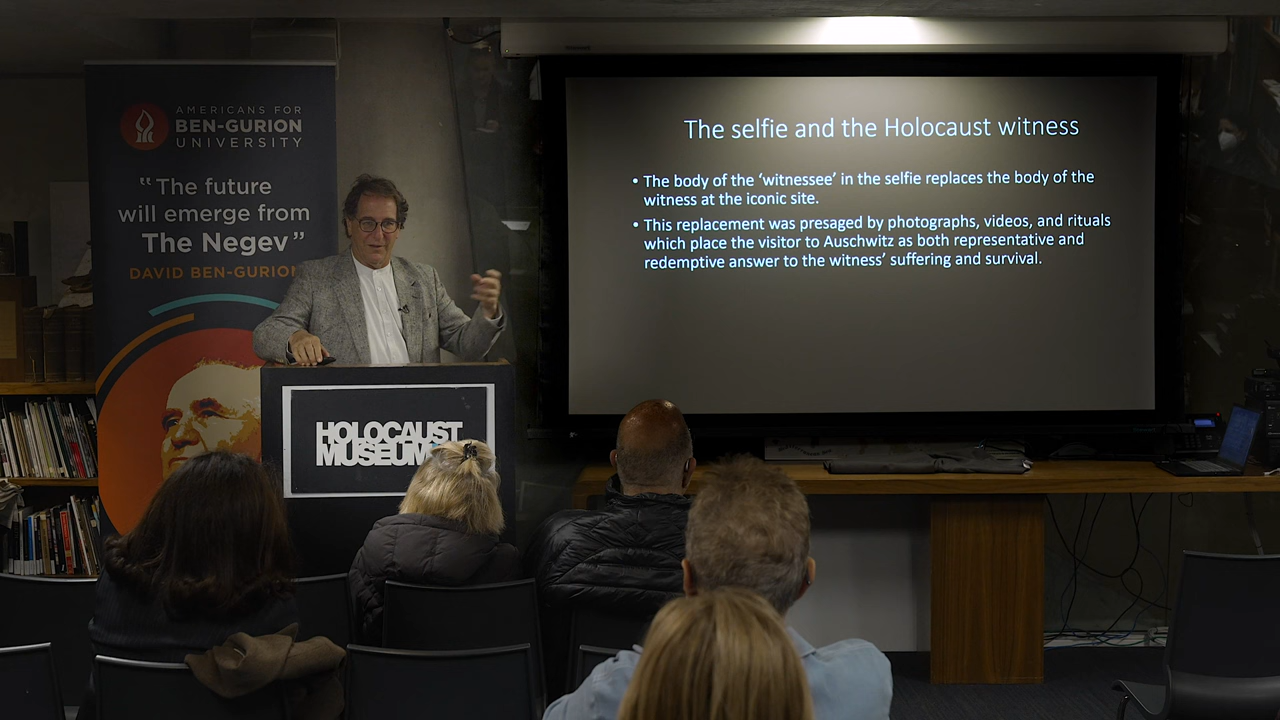 AMERICANS FOR
BEN-GURION
UNIVERSITY
“The future
will emerge from
The Negev”
DAVID BEN-GURION
HOLOCAUST
MUSEUM
The selfie and the Holocaust witness
• The body of the ‘witnessee’ in the selfie replaces the body of the
witness at the iconic site.
• This replacement was presaged by photographs, videos, and rituals
which place the visitor to Auschwitz as both representative and
redemptive answer to the witness’ suffering and survival.